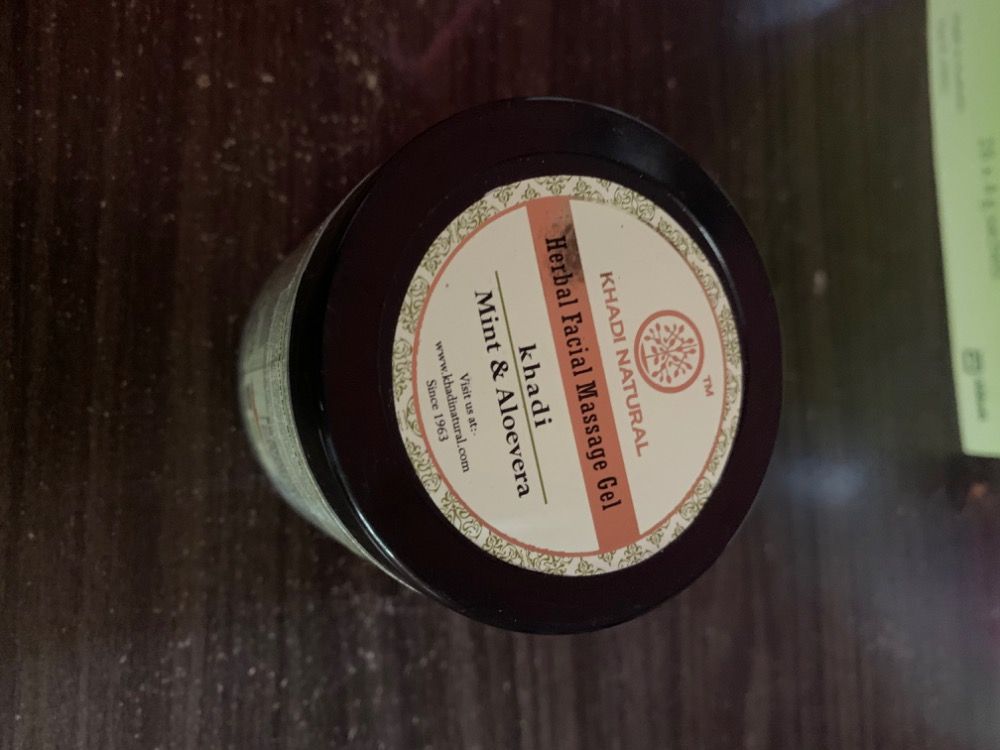 TM
KHADI NATURAL
Herbal Facial Massage Gel
khadi
Mint & Aloevera
Visit us at:-
www.khadinatural.com
Since 1963